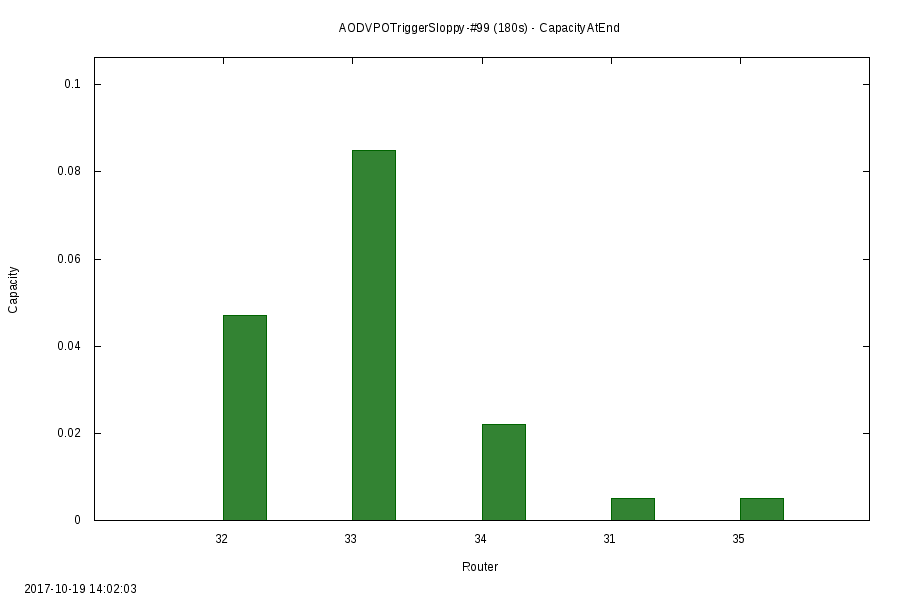 AODVPOTriggerSloppy-#99 (180s) - CapacityAtEnd
0.1
0.08
0.06
0.04
0.02
0
Capacity
32 33 34 31 35
Router
2017-10-19 14:02:03